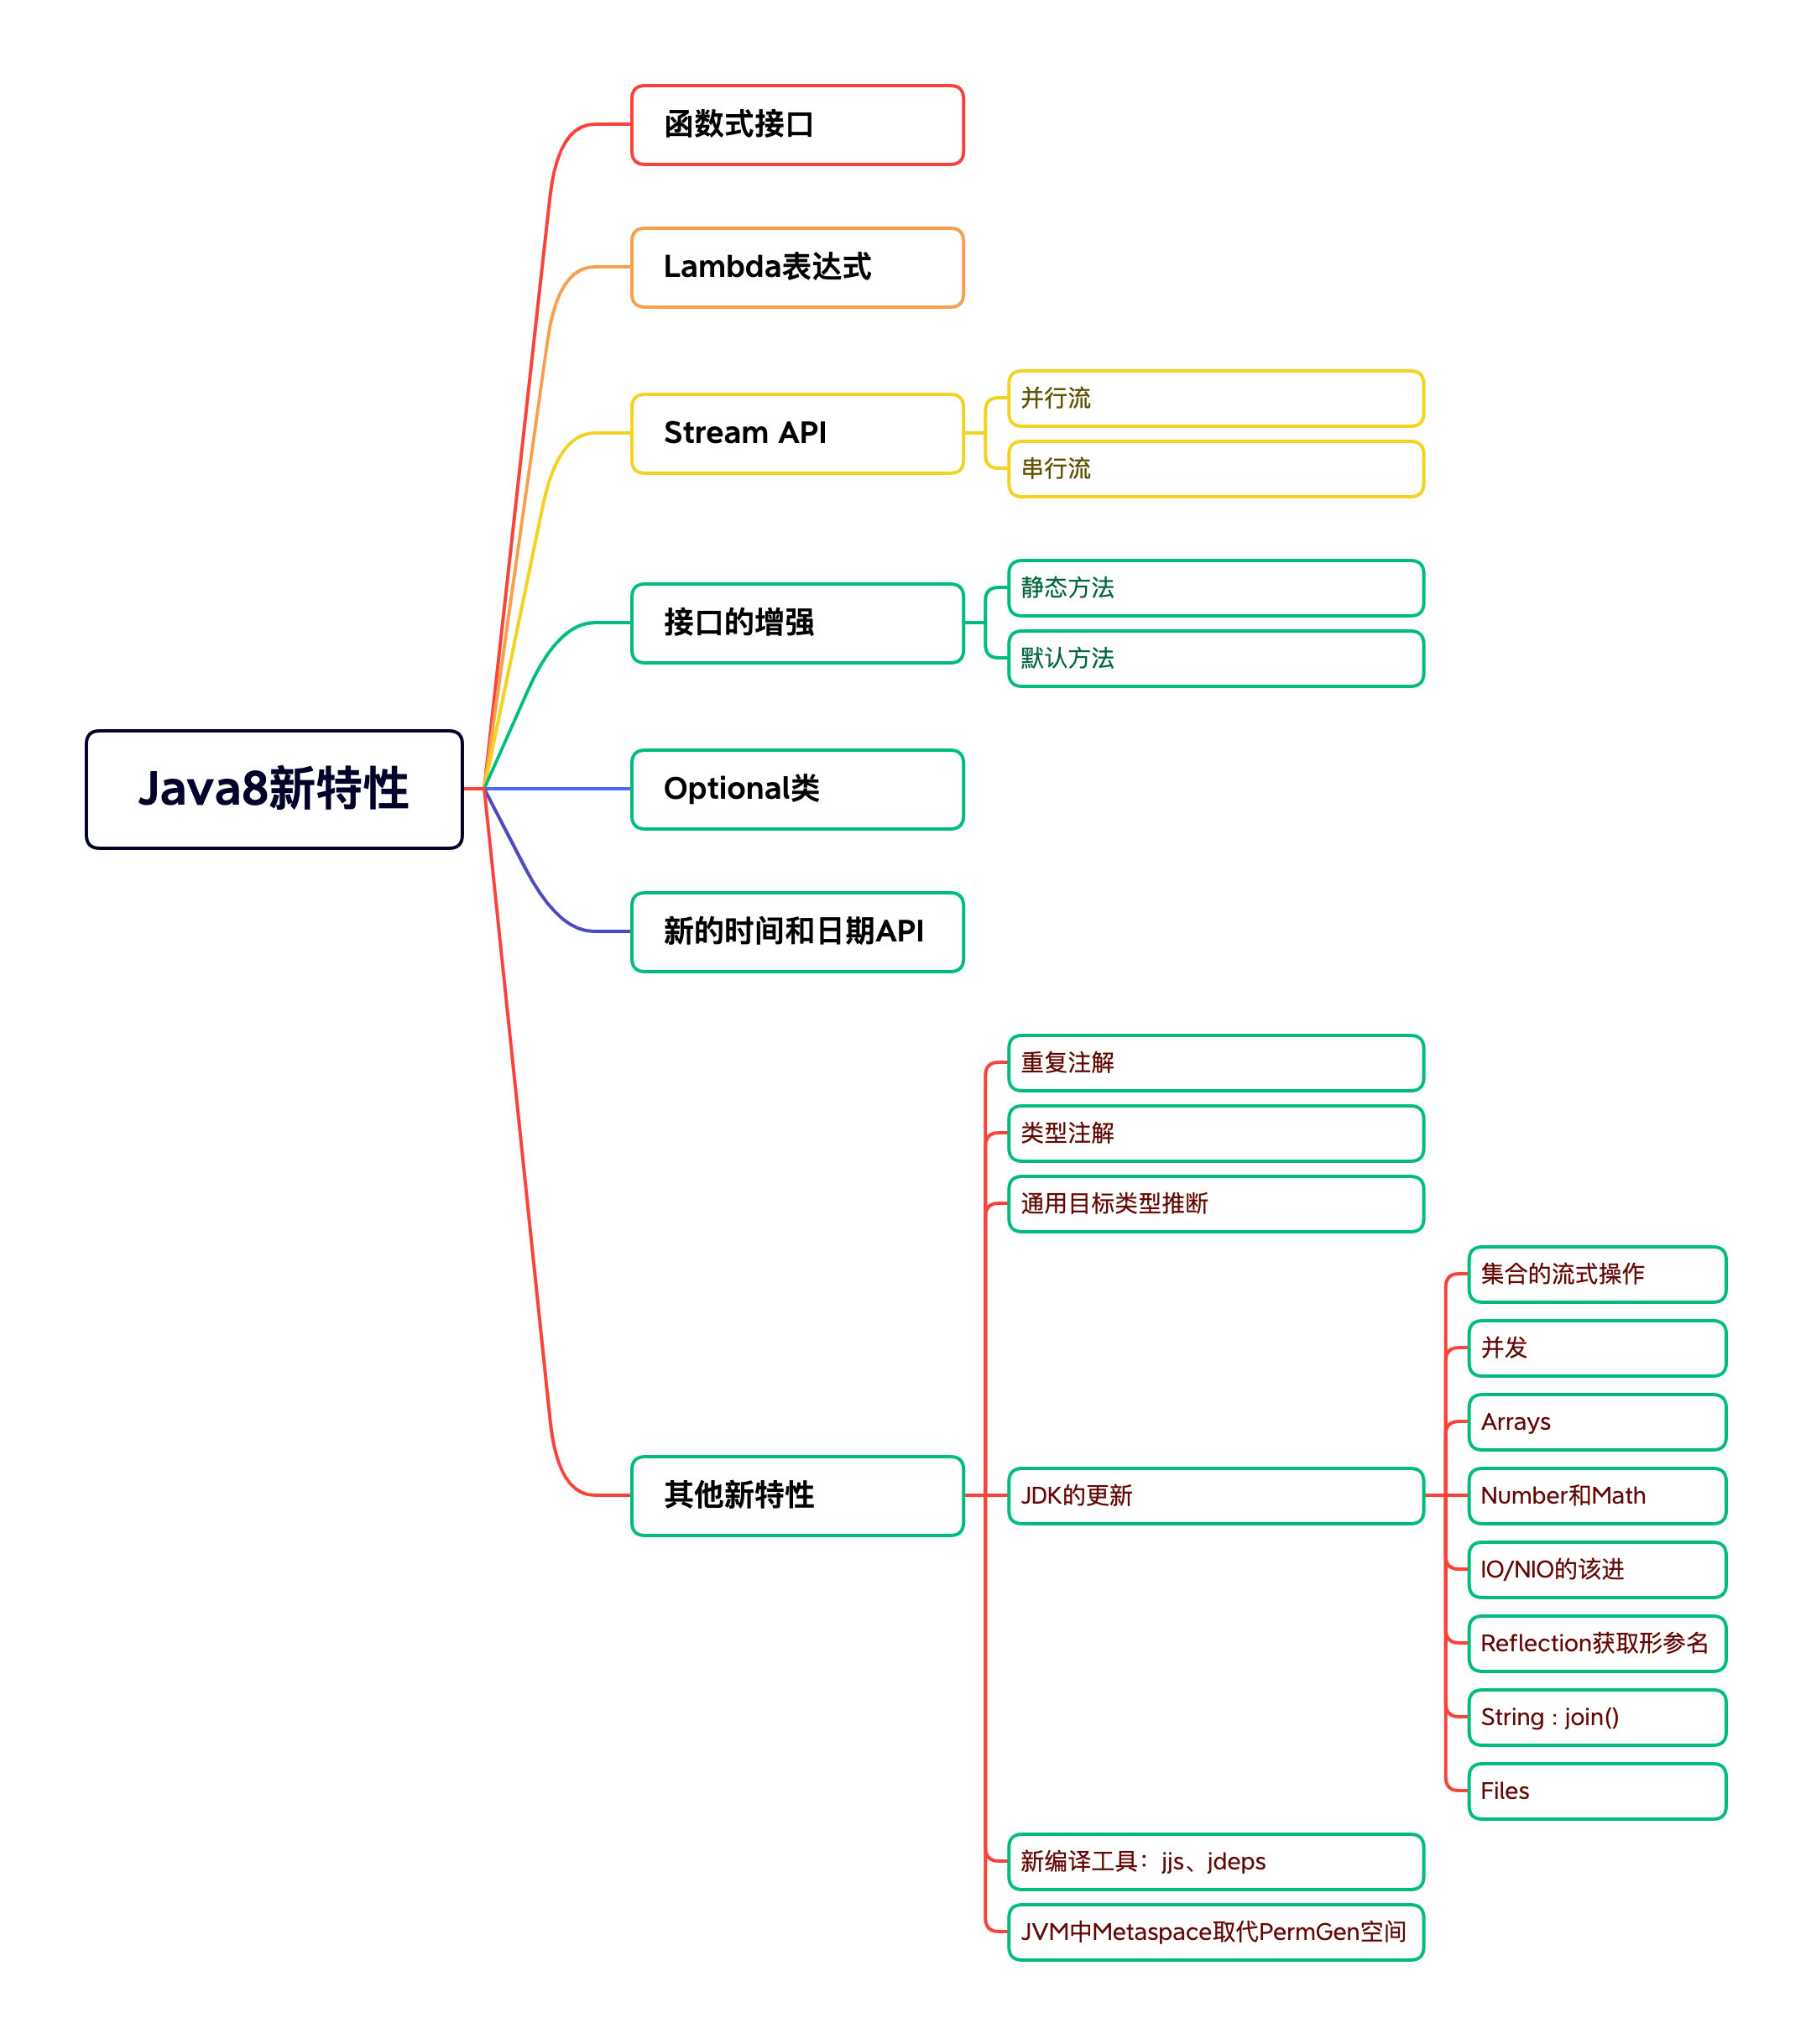 Java8新特性
函数式接口
Lambda表达式
Stream API
并行流
串行流
接口的增强
静态方法
默认方法
Optional类
新的时间和日期API
其他新特性
重复注解
类型注解
通用目标类型推断
JDK的更新
集合的流式操作
并发
Arrays
Number和Math
IO/NIO的该进
Reflection获取形参名
String : join()
Files
新编译工具：jjs、jdeps
JVM中Metaspace取代PermGen空间